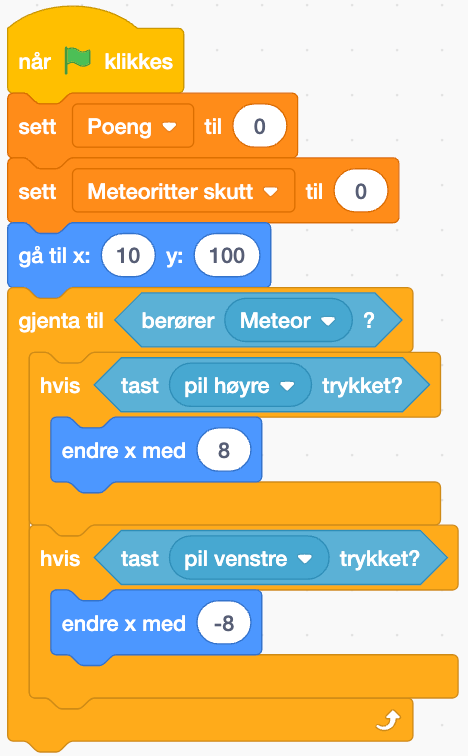 når klikkes
sett Poeng til 0
sett Meteoritter skutt til 0
gå til x: 10 y: 100
gjenta til berører Meteor ?
hvis tast pil høyre trykket?
endre x med 8
hvis tast pil venstre trykket?
endre x med -8